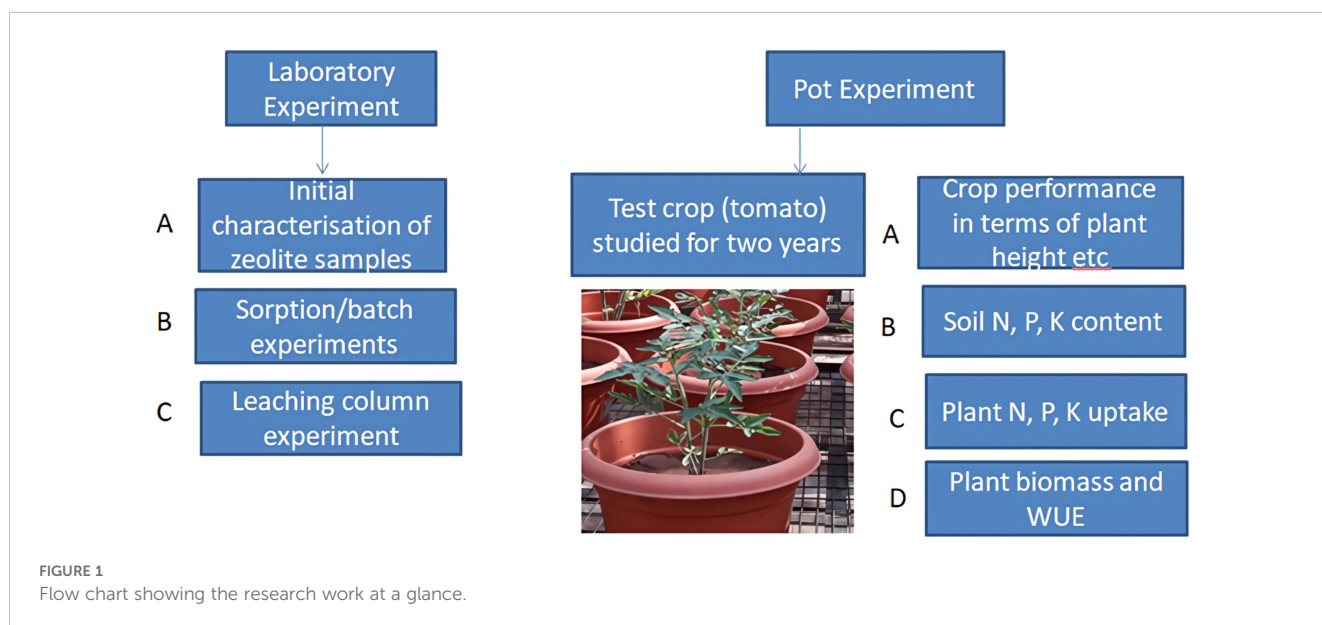 Laboratory
Experiment
A
Initial
characterisation of
zeolite samples
B
Sorption/batch
experiments
C
Leaching column
experiment
Pot Experiment
Test crop (tomato)
studied for two years
A
Crop performance
in terms of plant
height etc
B
Soil N, P, K content
C
Plant N, P, K uptake
D
Plant biomass and
WUE
FIGURE 1
Flow chart showing the research work at a glance.